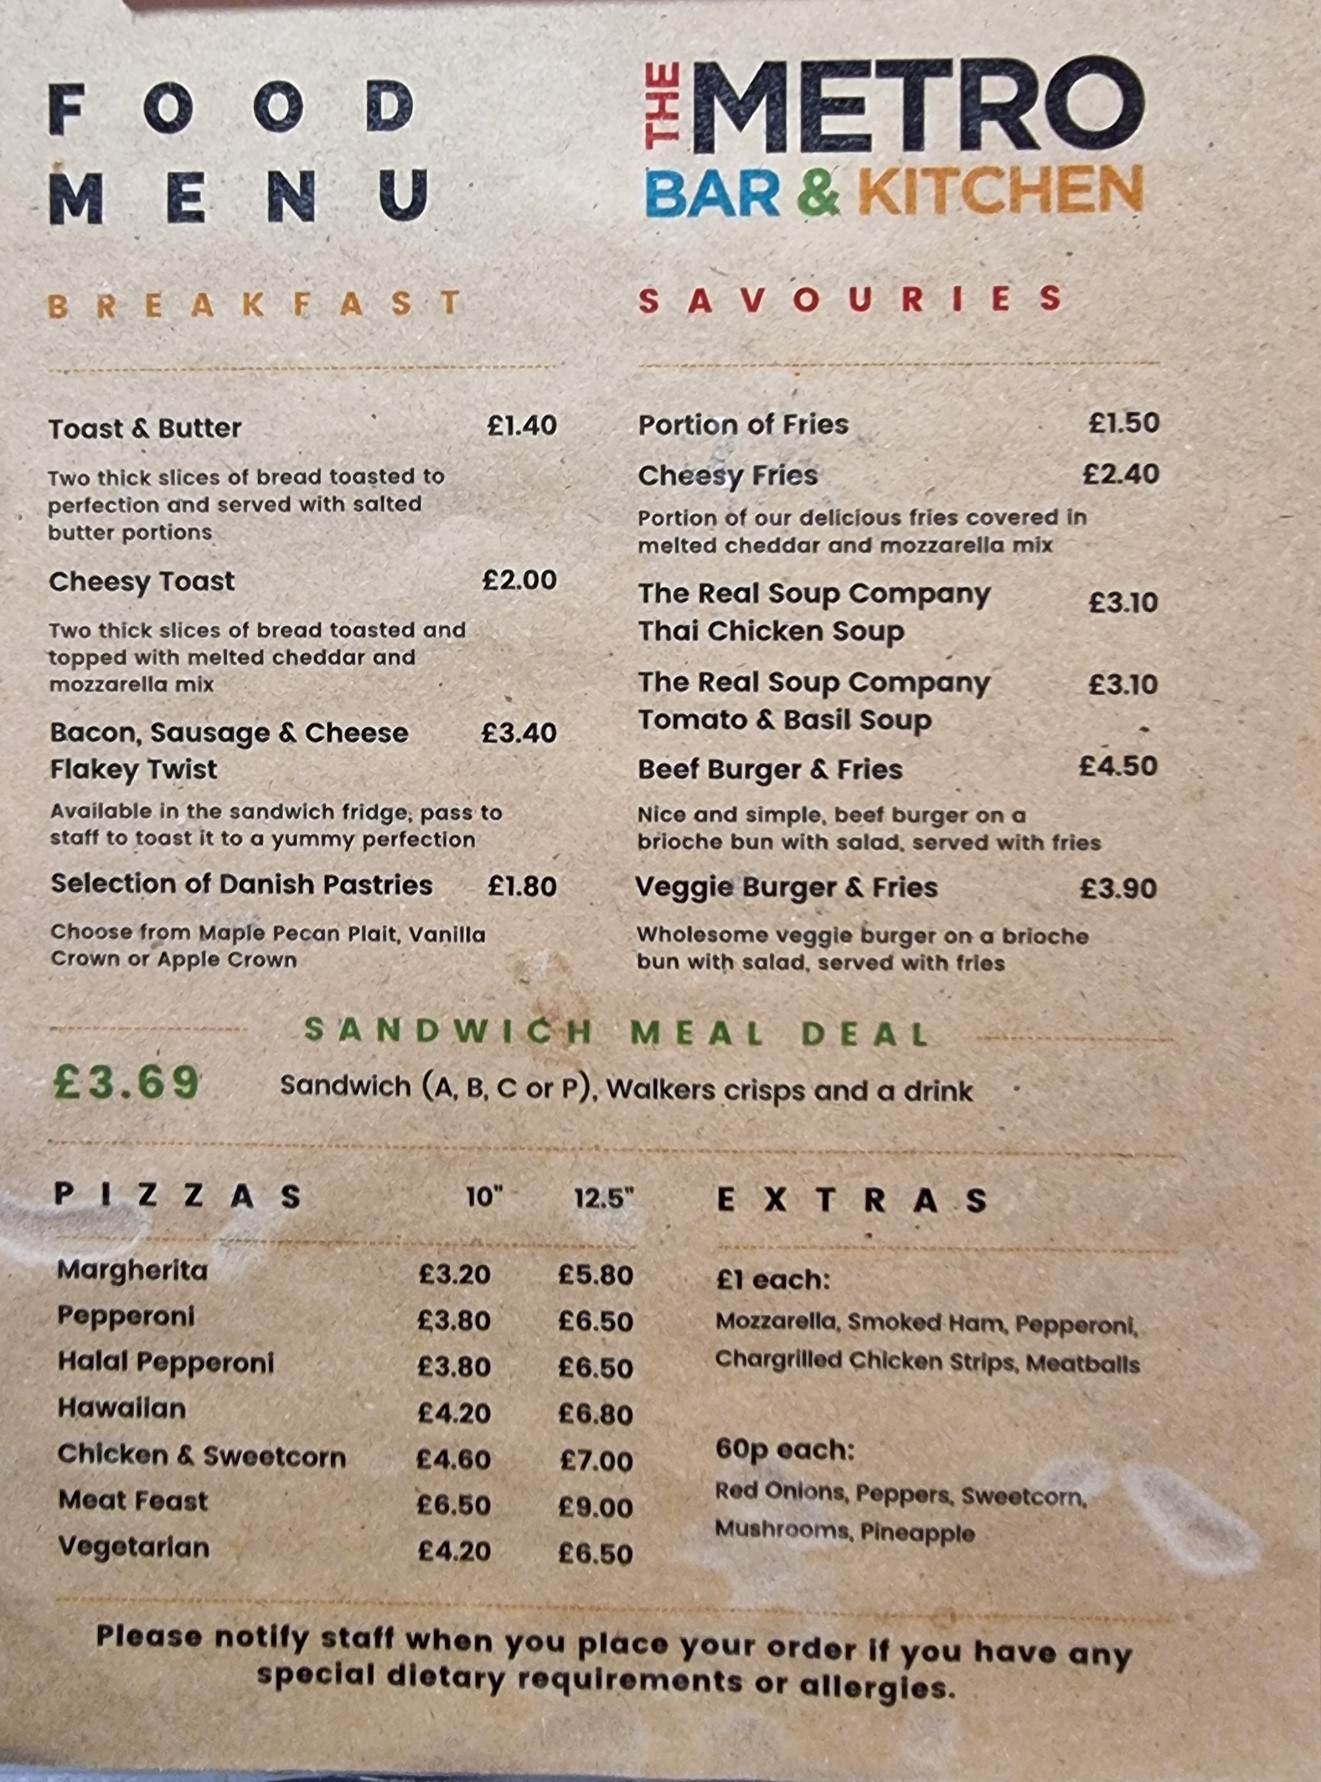 FOOD
MENU
THE METRO
BAR & KITCHEN
BREAKFAST
Toast & Butter £1.40
Two thick slices of bread toasted to
perfection and served with salted
butter portions
Cheesy Toast £2.00
Two thick slices of bread toasted and
topped with melted cheddar and
mozzarella mix
Bacon, Sausage & Cheese £3.40
Flakey Twist
Available in the sandwich fridge, pass to
staff to toast it to a yummy perfection
Selection of Danish Pastries £1.80
Choose from Maple Pecan Plait, Vanilla
Crown or Apple Crown
SAVOURIES
Portion of Fries £1.50
Cheesy Fries £2.40
Portion of our delicious fries covered in
melted cheddar and mozzarella mix
The Real Soup Company £3.10
Thai Chicken Soup
The Real Soup Company £3.10
Tomato & Basil Soup
Beef Burger & Fries £4.50
Nice and simple, beef burger on a
brioche bun with salad, served with fries
Veggie Burger & Fries £3.90
Wholesome veggie burger on a brioche
bun with salad, served with fries
SANDWICH MEAL DEAL
£3.69 Sandwich (A, B, C or P), Walkers crisps and a drink
PIZZAS 10" 12.5"
Margherita £3.20 £5.80
Pepperoni £3.80 £6.50
Halal Pepperoni £3.80 £6.50
Hawaiian £4.20 £6.80
Chicken & Sweetcorn £4.60 £7.00
Meat Feast £6.50 £9.00
Vegetarian £4.20 £6.50
EXTRAS
£1 each:
Mozzarella, Smoked Ham, Pepperoni,
Chargrilled Chicken Strips, Meatballs
60p each:
Red Onions, Peppers, Sweetcorn,
Mushrooms, Pineapple
Please notify staff when you place your order if you have any
special dietary requirements or allergies.